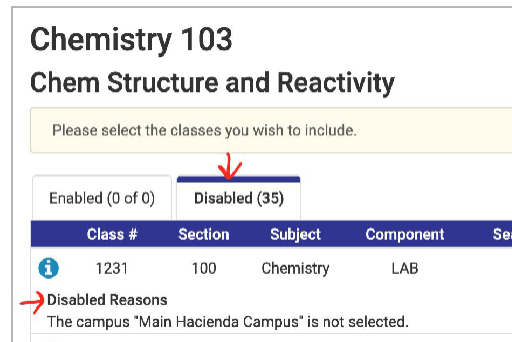 Chemistry 103
Chem Structure and Reactivity
Please select the classes you wish to include.
Enabled (0 of 0) Disabled (35)
Class # Section Subject Component
1231 100 Chemistry LAB
Disabled Reasons
The campus "Main Hacienda Campus" is not selected.